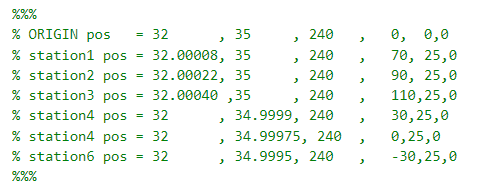 %%%
% ORIGIN pos   = 32      , 35     , 240   ,   0,  0,0
% station1 pos = 32.00008, 35     , 240   ,   70, 25,0
% station2 pos = 32.00022, 35     , 240   ,   90, 25,0
% station3 pos = 32.00040 ,35     , 240   ,   110,25,0
% station4 pos = 32      , 34.9999, 240   ,   30,25,0
% station4 pos = 32      , 34.99975, 240  ,   0,25,0
% station6 pos = 32      , 34.9995, 240   ,   -30,25,0
%%%